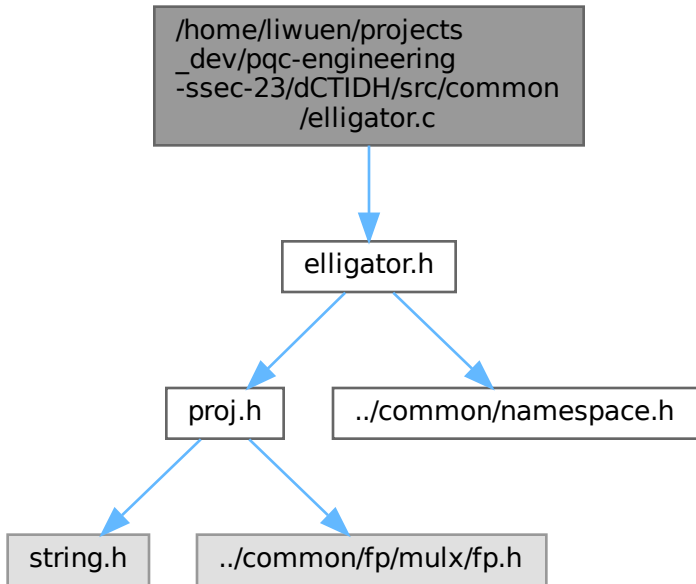 /home/liwuen/projects
_dev/pqc-engineering
-ssec-23/dCTIDH/src/common
/elligator.c
elligator.h
proj.h
../common/namespace.h
string.h
../common/fp/mulx/fp.h